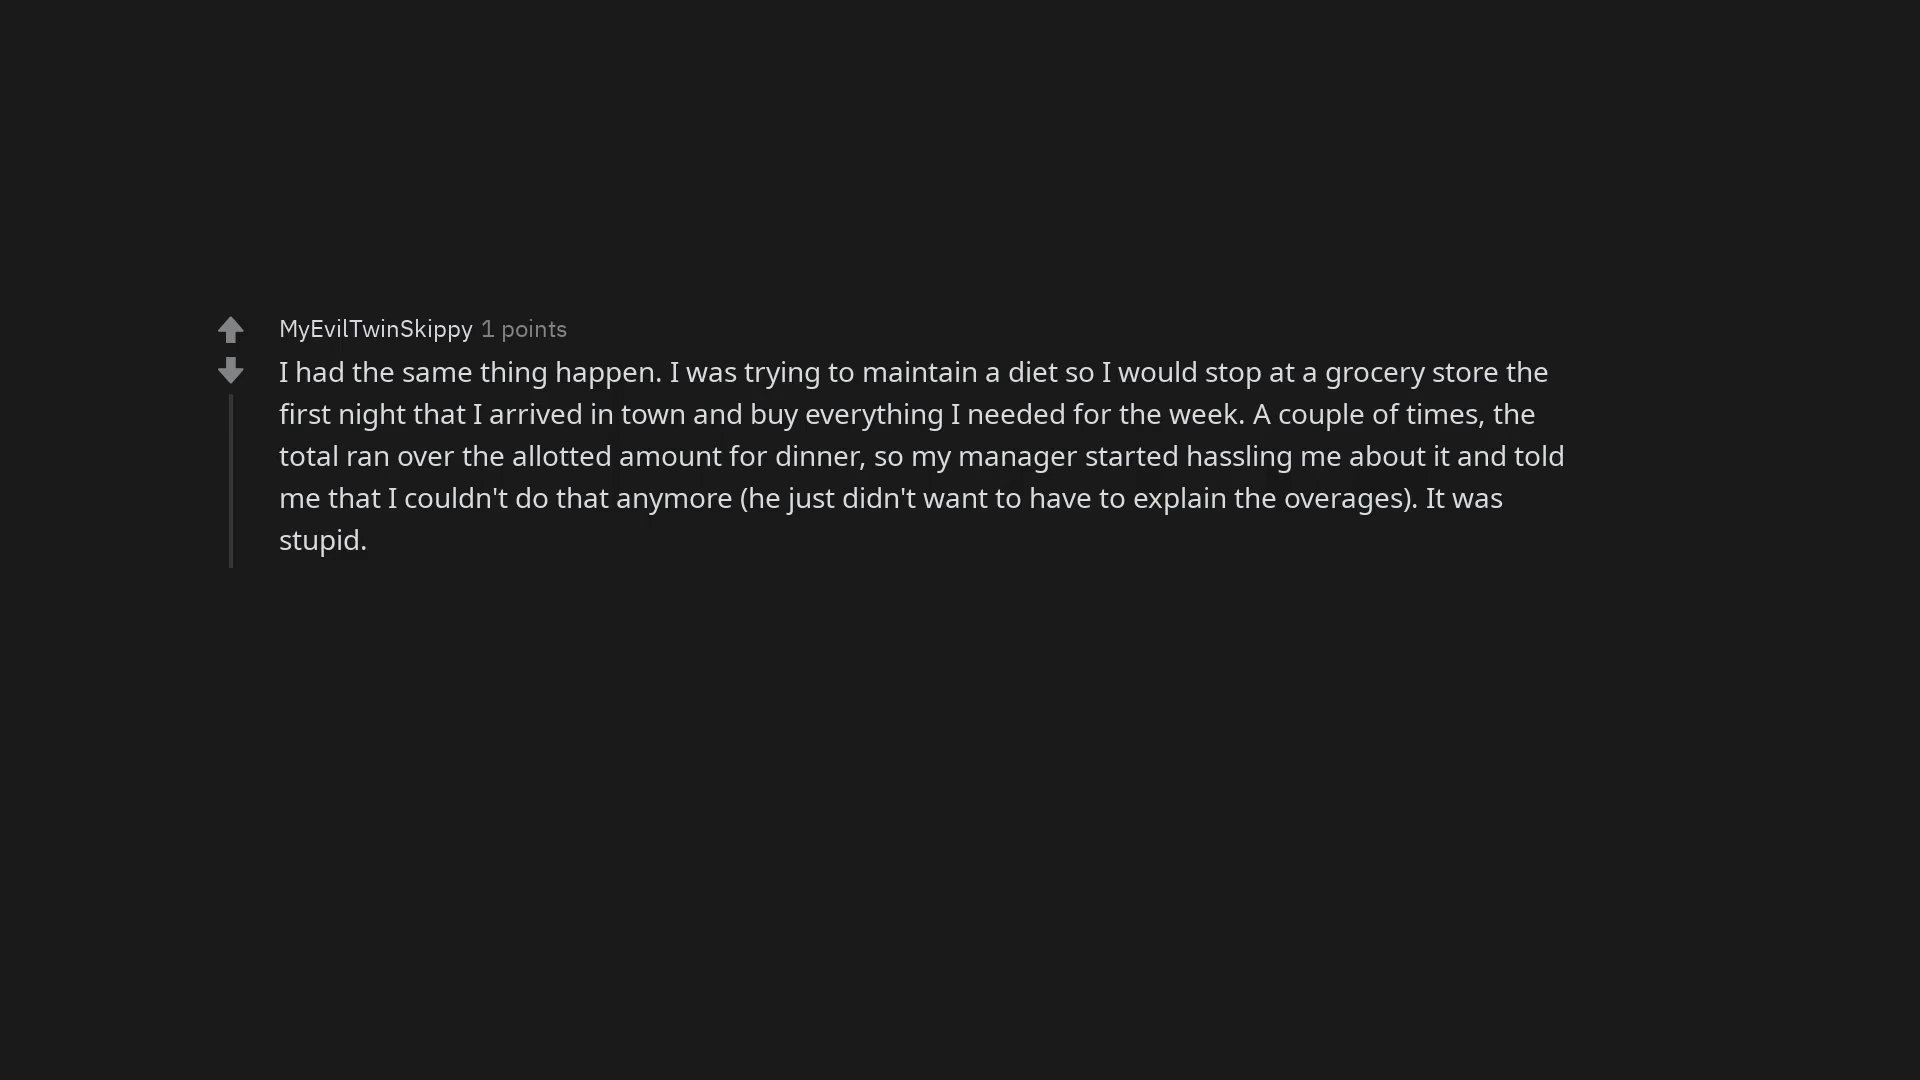 MyEvilTwinSkippy 1 points
I had the same thing happen. I was trying to maintain a diet so I would stop at a grocery store the
first night that I arrived in town and buy everything I needed for the week. A couple of times, the
total ran over the allotted amount for dinner, so my manager started hassling me about it and told
me that I couldn't do that anymore (he just didn't want to have to explain the overages). It was
stupid.